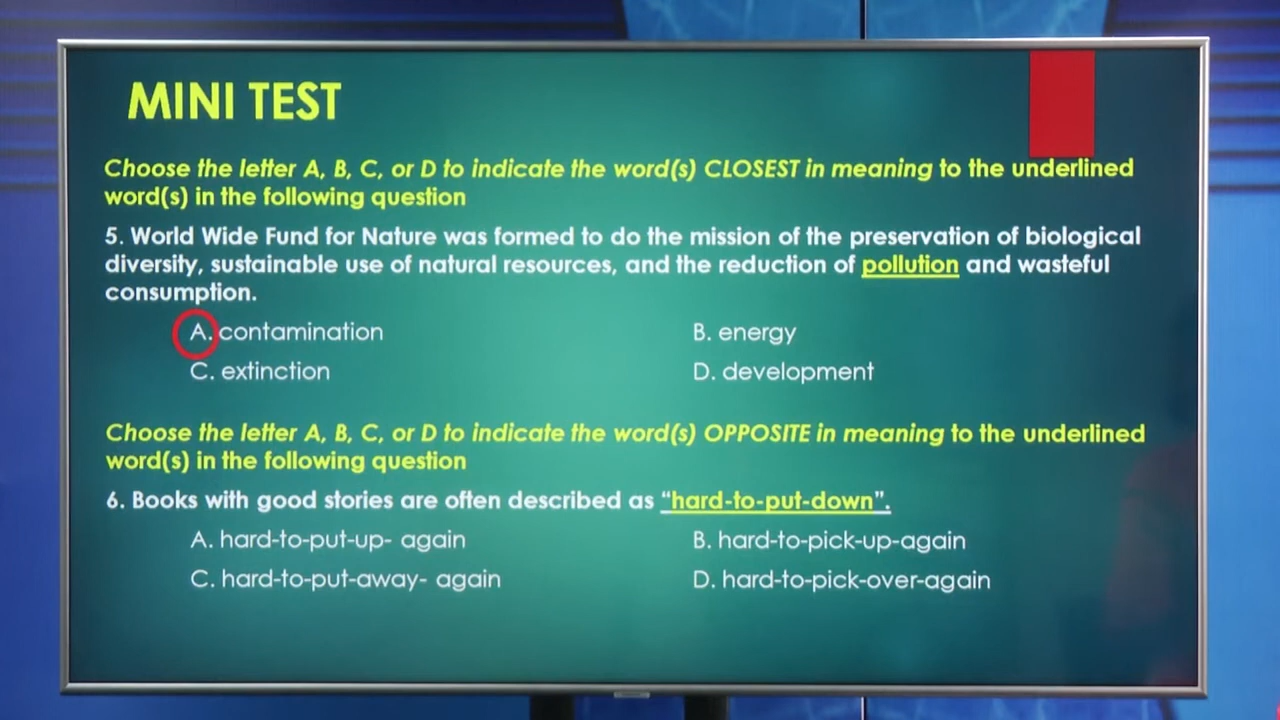 MINI TEST
Choose the letter A, B, C, or D to indicate the word(s) CLOSEST in meaning to the underlined
word(s) in the following question
5. World Wide Fund for Nature was formed to do the mission of the preservation of biological
diversity, sustainable use of natural resources, and the reduction of pollution and wasteful
consumption.
A. contamination
B. energy
C. extinction
D. development
Choose the letter A, B, C, or D to indicate the word(s) OPPOSITE in meaning to the underlined
word(s) in the following question
6. Books with good stories are often described as “hard-to-put-down”.
A. hard-to-put-up- again
B. hard-to-pick-up-again
C. hard-to-put-away- again
D. hard-to-pick-over-again